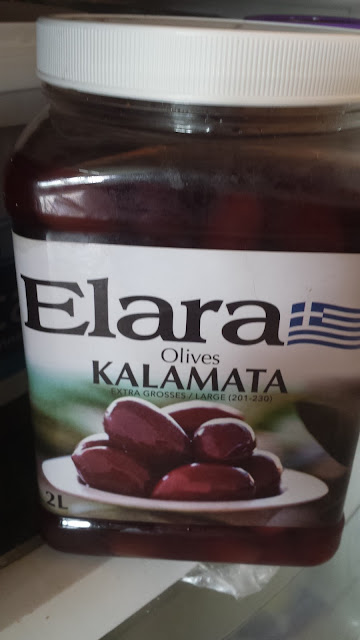 Elara
Olives
KALAMATA
EXTRA GROSSES / LARGE (201-230)
2L